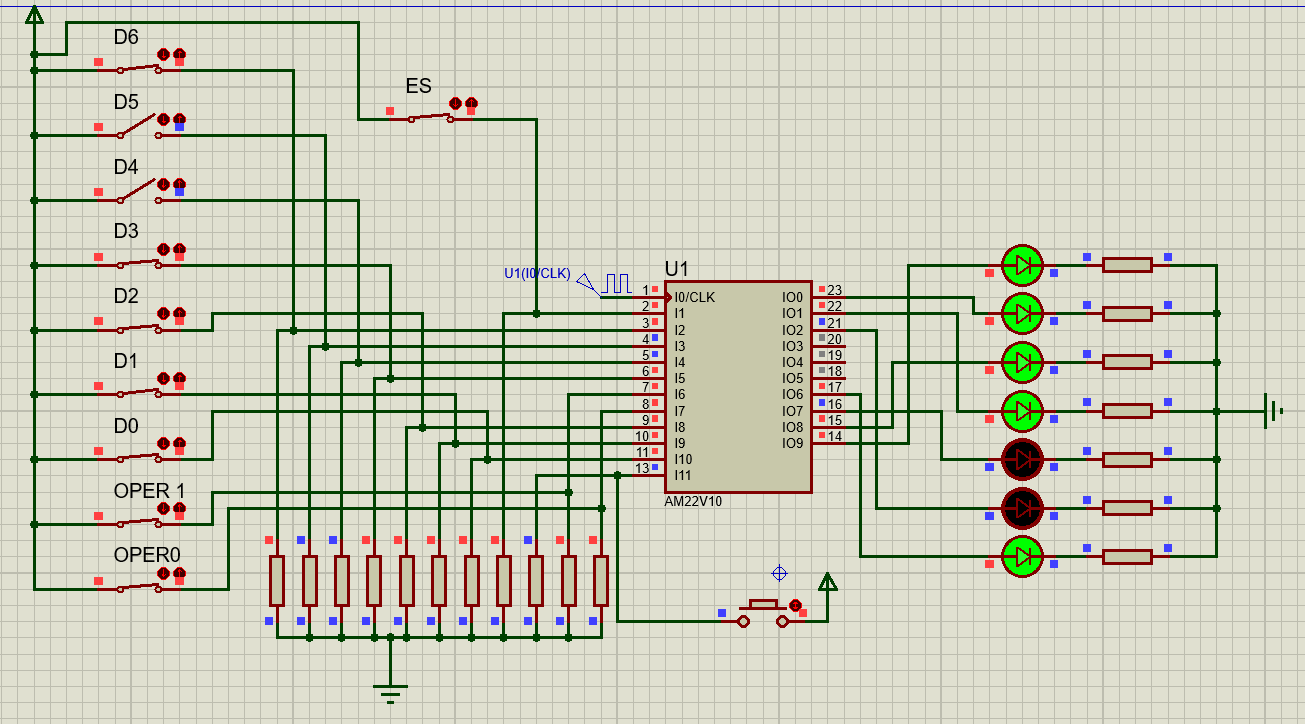 D6
D5
D4
D3
D2
D1
D0
OPER 1
OPER0
ES
U1(I0/CLK)
U1
1 I0/CLK IO0 23
2 I1 IO1 22
3 I2 IO2 21
4 I3 IO3 20
5 I4 IO4 19
6 I5 IO5 18
7 I6 IO6 17
8 I7 IO7 16
9 I8 IO8 15
10 I9 IO9 14
11 I10
13 I11
AM22V10